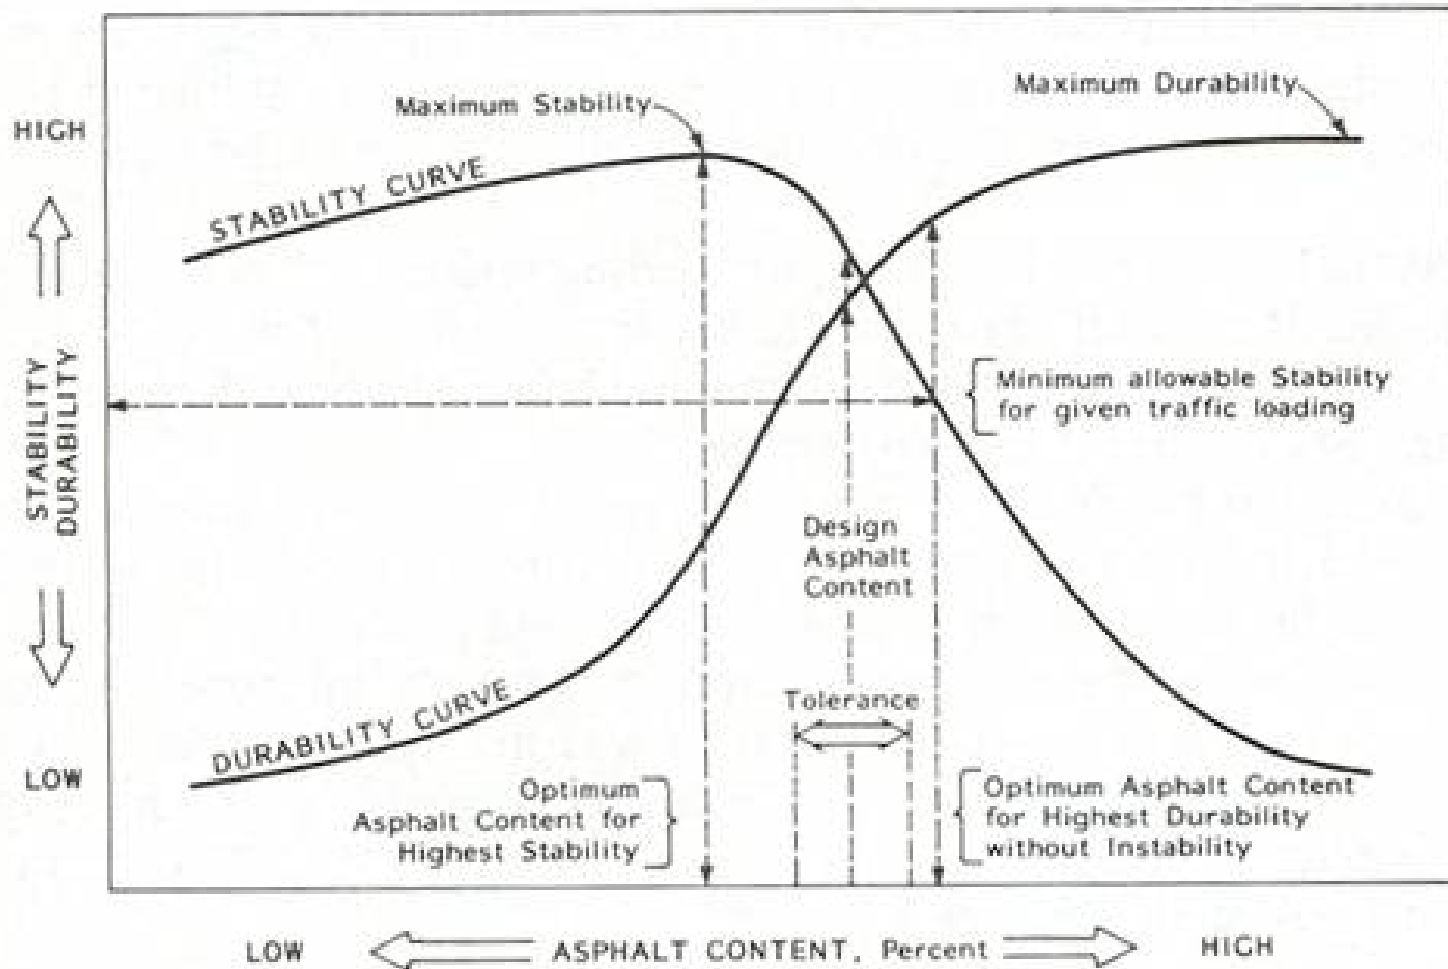 Maximum Stability
Maximum Durability
HIGH
STABILITY CURVE
STABILITY
DURABILITY
Minimum allowable Stability
for given traffic loading
Design
Asphalt
Content
Tolerance
DURABILITY CURVE
LOW
Optimum
Asphalt Content for
Highest Stability
Optimum Asphalt Content
for Highest Durability
without Instability
LOW
ASPHALT CONTENT, Percent
HIGH